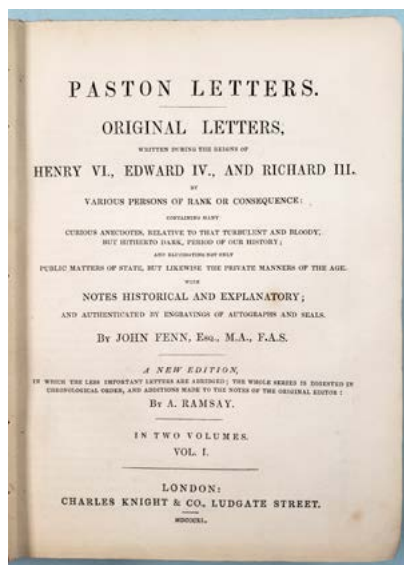 PASTON LETTERS.
ORIGINAL LETTERS,
WRITTEN DURING THE REIGNS OF
HENRY VI., EDWARD IV., AND RICHARD III.
BY
VARIOUS PERSONS OF RANK OR CONSEQUENCE:
CONTAINING MANY
CURIOUS ANECDOTES, RELATIVE TO THAT TURBULENT AND BLOODY,
BUT HITHERTO DARK, PERIOD OF OUR HISTORY;
AND ELUCIDATING NOT ONLY
PUBLIC MATTERS OF STATE, BUT LIKEWISE THE PRIVATE MANNERS OF THE AGE.
WITH
NOTES HISTORICAL AND EXPLANATORY;
AND AUTHENTICATED BY ENGRAVINGS OF AUTOGRAPHS AND SEALS.
BY JOHN FENN, ESQ., M.A., F.A.S.
A NEW EDITION,
IN WHICH THE LESS IMPORTANT LETTERS ARE ABRIDGED; THE WHOLE SERIES IS DIGESTED IN
CHRONOLOGICAL ORDER, AND ADDITIONS MADE TO THE NOTES OF THE ORIGINAL EDITOR:
BY A. RAMSAY.
IN TWO VOLUMES.
VOL. I.
LONDON:
CHARLES KNIGHT & CO., LUDGATE STREET.
MDCCCXL.